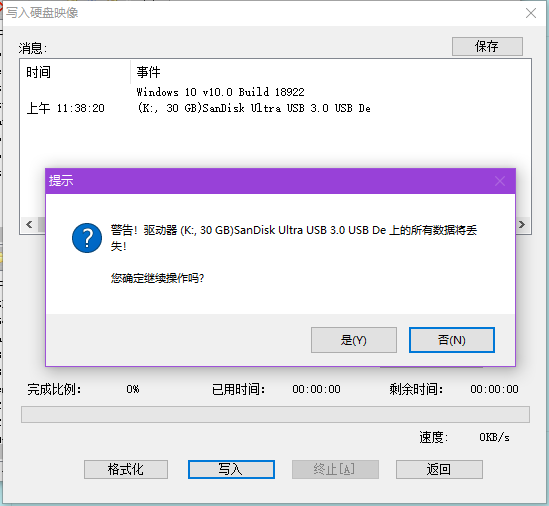 写入硬盘映像
消息:
保存
时间 事件
Windows 10 v10.0 Build 18922
上午 11:38:20 (K:, 30 GB)SanDisk Ultra USB 3.0 USB De
提示
警告！驱动器 (K:, 30 GB)SanDisk Ultra USB 3.0 USB De 上的所有数据将丢
失！
您确定继续操作吗?
是(Y) 否(N)
完成比例: 0% 已用时间: 00:00:00 剩余时间: 00:00:00
速度: 0KB/s
格式化 写入 终止[A] 返回